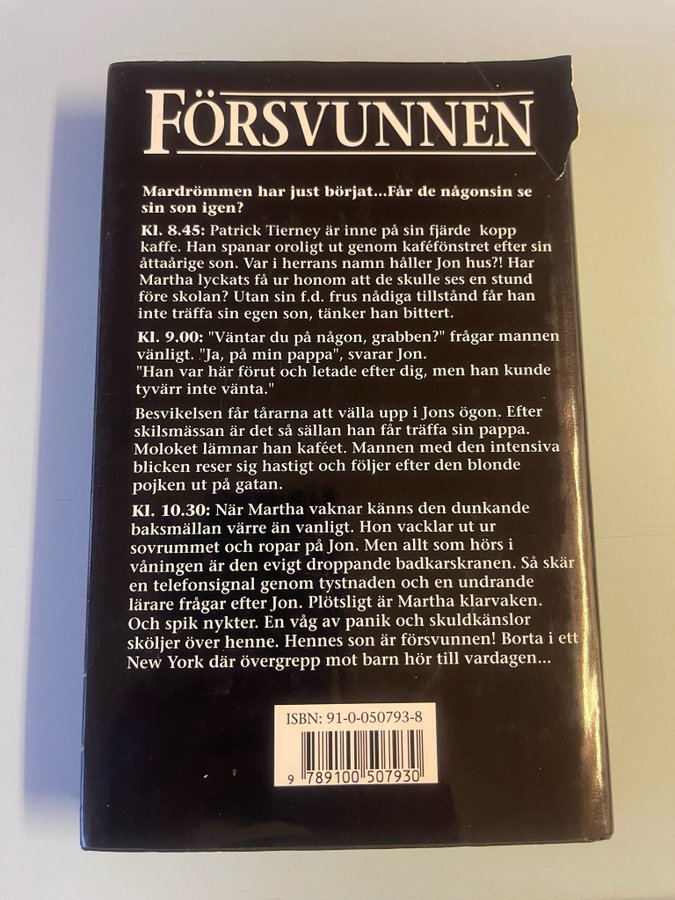 FÖRSVUNNEN
Mardrömmen har just börjat...Får de någonsin se
sin son igen?
Kl. 8.45: Patrick Tierney är inne på sin fjärde kopp
kaffe. Han spanar oroligt ut genom kaféfönstret efter sin
åttaårige son. Var i herrans namn håller Jon hus?! Har
Martha lyckats få ur honom att de skulle ses en stund
före skolan? Utan sin f.d. frus nådiga tillstånd får han
inte träffa sin egen son, tänker han bittert.
Kl. 9.00: "Väntar du på någon, grabben?" frågar mannen
vänligt. "Ja, på min pappa", svarar Jon.
"Han var här förut och letade efter dig, men han kunde
tyvärr inte vänta."
Besvikelsen får tårarna att välla upp i Jons ögon. Efter
skilsmässan är det så sällan han får träffa sin pappa.
Moloket lämnar han kaféet. Mannen med den intensiva
blicken reser sig hastigt och följer efter den blonde
pojken ut på gatan.
Kl. 10.30: När Martha vaknar känns den dunkande
baksmällan värre än vanligt. Hon vacklar ut ur
sovrummet och ropar på Jon. Men allt som hörs i
våningen är den evigt droppande badkarskranen. Så skär
en telefonsignal genom tystnaden och en undrande
lärare frågar efter Jon. Plötsligt är Martha klarvaken.
Och spik nykter. En våg av panik och skuldkänslor
sköljer över henne. Hennes son är försvunnen! Borta i ett
New York där övergrepp mot barn hör till vardagen...
ISBN: 91-0-050793-8
9 789100 507930